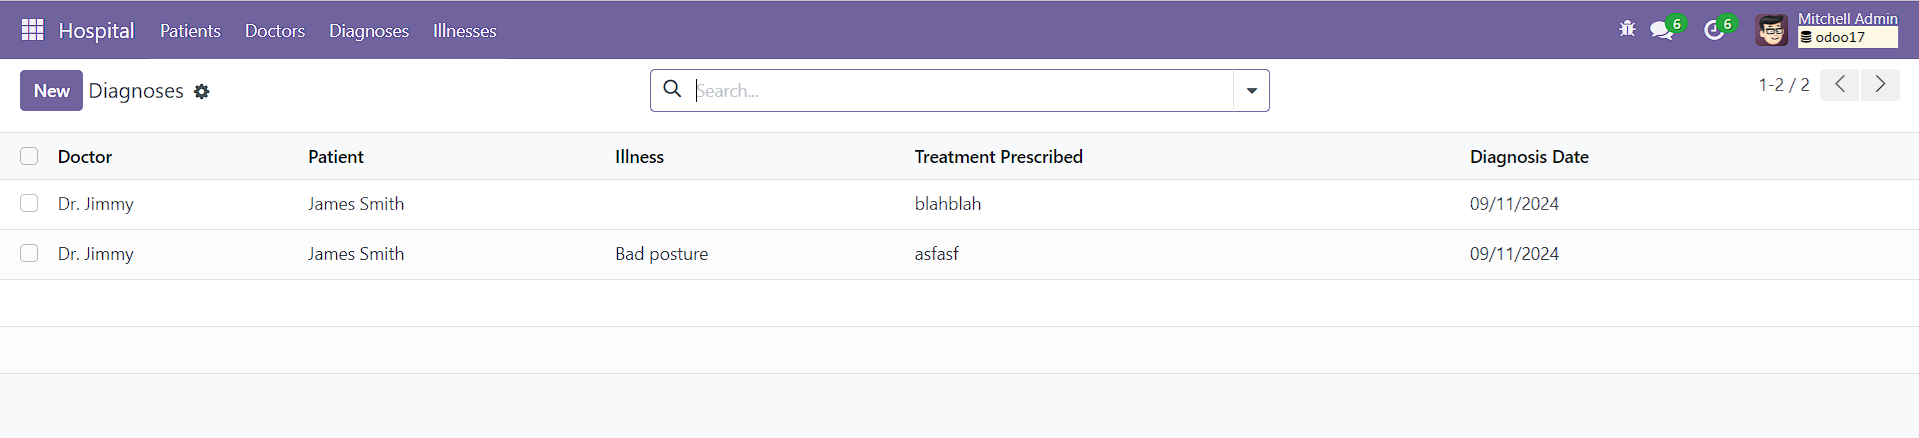 Hospital Patients Doctors Diagnoses Illnesses 6 6 Mitchell Admin
odoo17
New Diagnoses Search... 1-2 / 2
Doctor Patient Illness Treatment Prescribed Diagnosis Date
Dr. Jimmy James Smith blahblah 09/11/2024
Dr. Jimmy James Smith Bad posture asfasf 09/11/2024